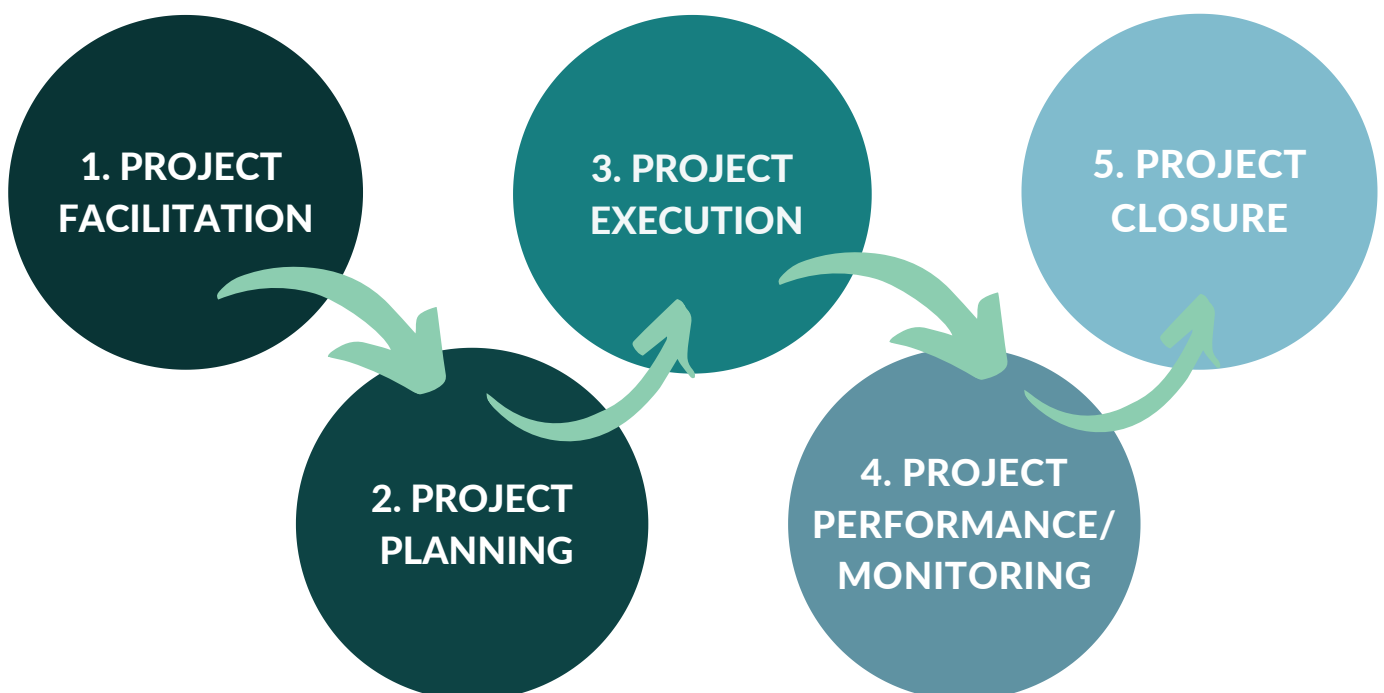 1. PROJECT
FACILITATION
2. PROJECT
PLANNING
3. PROJECT
EXECUTION
4. PROJECT
PERFORMANCE/
MONITORING
5. PROJECT
CLOSURE